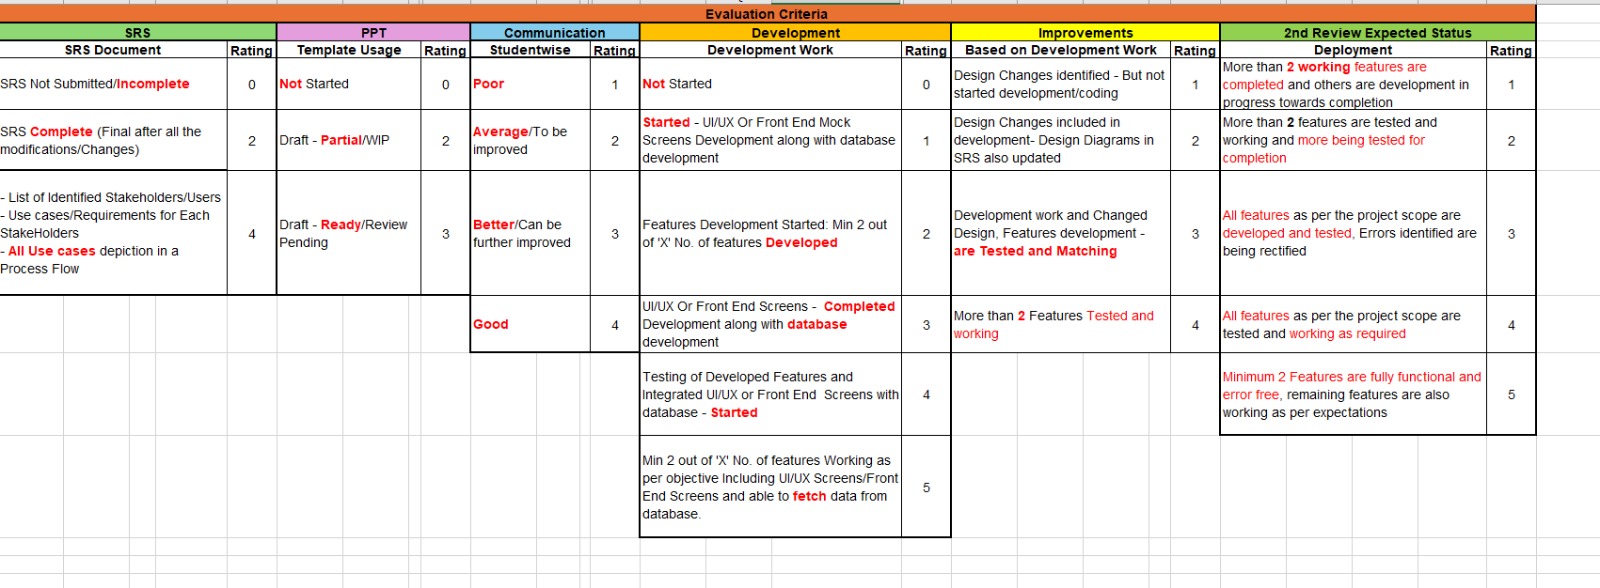 Evaluation Criteria
SRS
PPT
Communication
Development
Improvements
2nd Review Expected Status
SRS Document
Rating
Template Usage
Rating
Studentwise
Rating
Development Work
Rating
Based on Development Work
Rating
Deployment
Rating
SRS Not Submitted/Incomplete
0
Not Started
0
Poor
1
Not Started
0
Design Changes identified - But not
started development/coding
1
More than 2 working features are
completed and others are development in
progress towards completion
1
SRS Complete (Final after all the
modifications/Changes)
2
Draft - Partial/WIP
2
Average/To be
improved
2
Started - UI/UX Or Front End Mock
Screens Development along with database
development
1
Design Changes included in
development- Design Diagrams in
SRS also updated
2
More than 2 features are tested and
working and more being tested for
completion
2
- List of Identified Stakeholders/Users
- Use cases/Requirements for Each
StakeHolders
- All Use cases depiction in a
Process Flow
4
Draft - Ready/Review
Pending
3
Better/Can be
further improved
3
Features Development Started: Min 2 out
of 'X' No. of features Developed
2
Development work and Changed
Design, Features development -
are Tested and Matching
3
All features as per the project scope are
developed and tested, Errors identified are
being rectified
3
Good
4
UI/UX Or Front End Screens - Completed
Development along with database
development
3
More than 2 Features Tested and
working
4
All features as per the project scope are
tested and working as required
4
Testing of Developed Features and
Integrated UI/UX or Front End Screens with
database - Started
4
Minimum 2 Features are fully functional and
error free, remaining features are also
working as per expectations
5
Min 2 out of 'X' No. of features Working as
per objective Including UI/UX Screens/Front
End Screens and able to fetch data from
database.
5